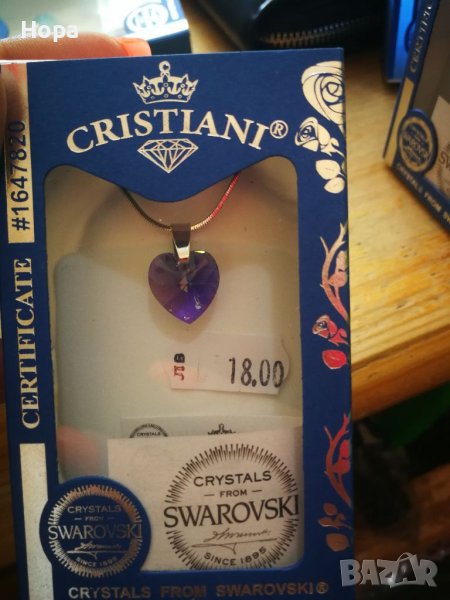 Нора
CRISTIANI®
CERTIFICATE #1647820
18.00
CRYSTALS
FROM
SWAROVSKI
SINCE 1895
CRYSTALS
FROM
SWAROVSKI
SINCE 1895
CRYSTALS FROM SWAROVSKI®
BAZAR